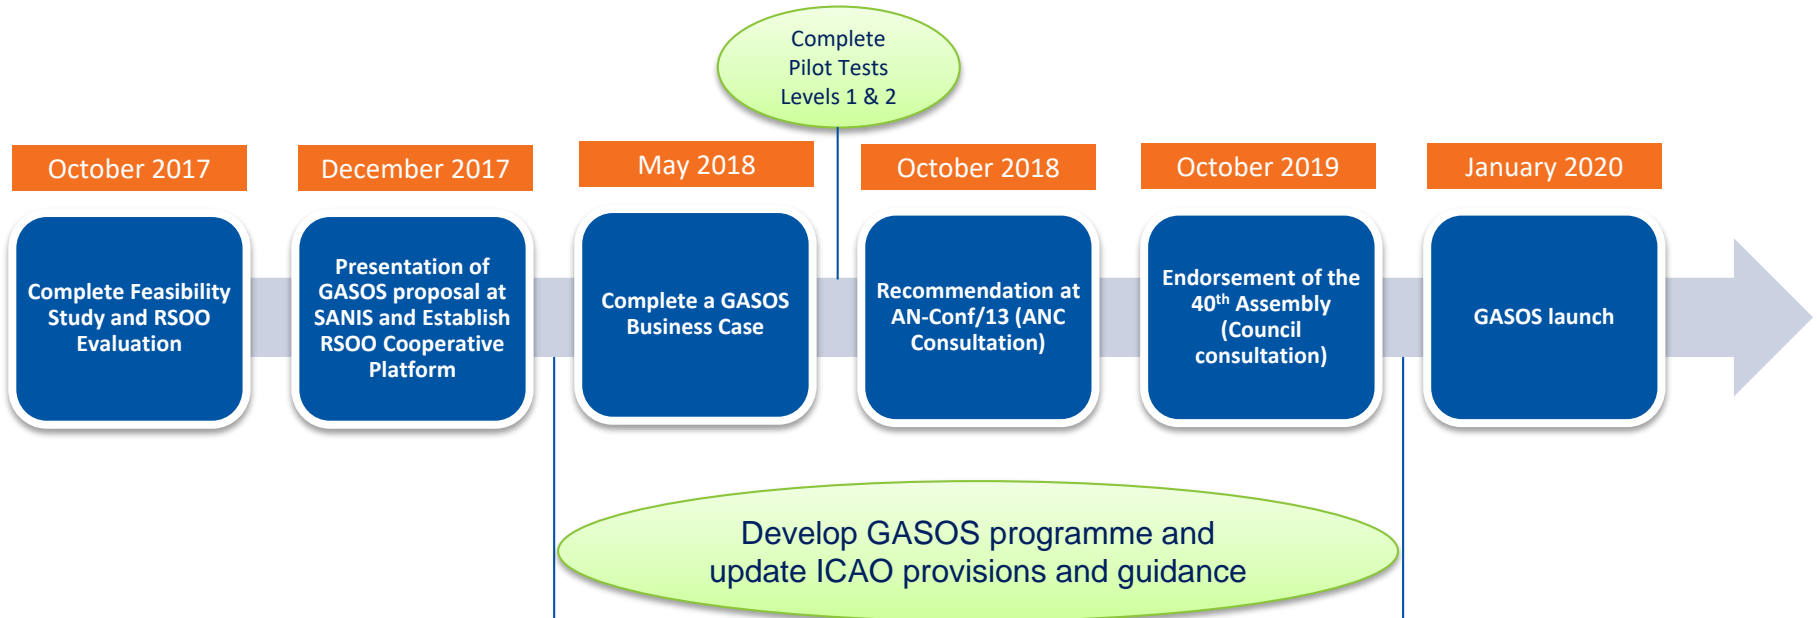 Complete
Pilot Tests
Levels 1 & 2
October 2017
Complete Feasibility
Study and RSOO
Evaluation
December 2017
Presentation of
GASOS proposal at
SANIS and Establish
RSOO Cooperative
Platform
May 2018
Complete a GASOS
Business Case
October 2018
Recommendation at
AN-Conf/13 (ANC
Consultation)
October 2019
Endorsement of the
40th Assembly
(Council
consultation)
January 2020
GASOS launch
Develop GASOS programme and
update ICAO provisions and guidance